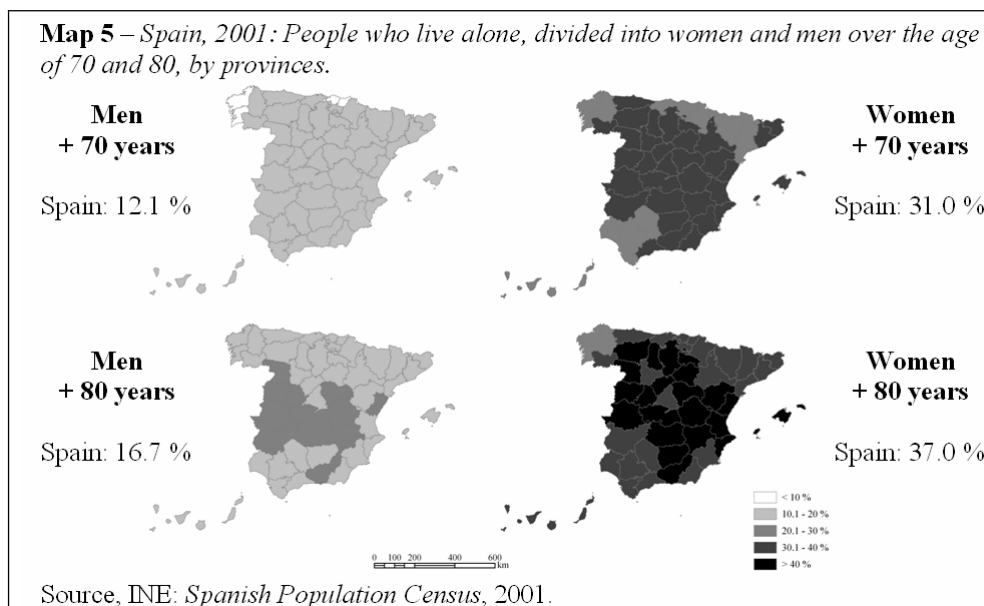 Map 5 – Spain, 2001: People who live alone, divided into women and men over the age
of 70 and 80, by provinces.
Men
+ 70 years
Spain: 12.1 %
Women
+ 70 years
Spain: 31.0 %
Men
+ 80 years
Spain: 16.7 %
Women
+ 80 years
Spain: 37.0 %
< 10 %
10.1 - 20 %
20.1 - 30 %
30.1 - 40 %
> 40 %
0 100 200 400 600
km
Source, INE: Spanish Population Census, 2001.